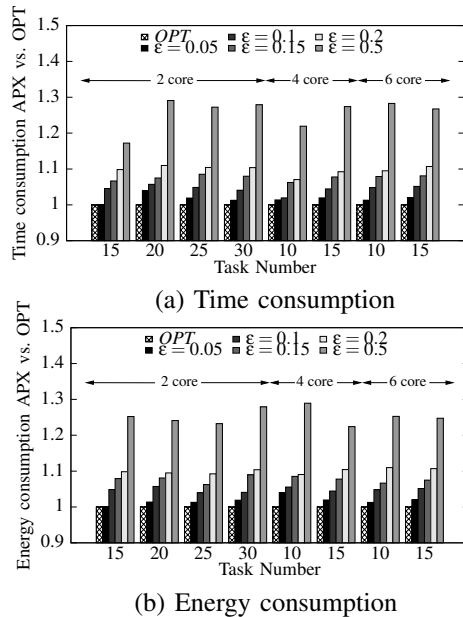 Time consumption APX vs. OPT
1.5
1.4
1.3
1.2
1.1
1
0.9
OPT ε = 0.1 ε = 0.2
ε = 0.05 ε = 0.15 ε = 0.5
2 core 4 core 6 core
15 20 25 30 10 15 10 15
Task Number
(a) Time consumption
Energy consumption APX vs. OPT
1.5
1.4
1.3
1.2
1.1
1
0.9
OPT ε = 0.1 ε = 0.2
ε = 0.05 ε = 0.15 ε = 0.5
2 core 4 core 6 core
15 20 25 30 10 15 10 15
Task Number
(b) Energy consumption